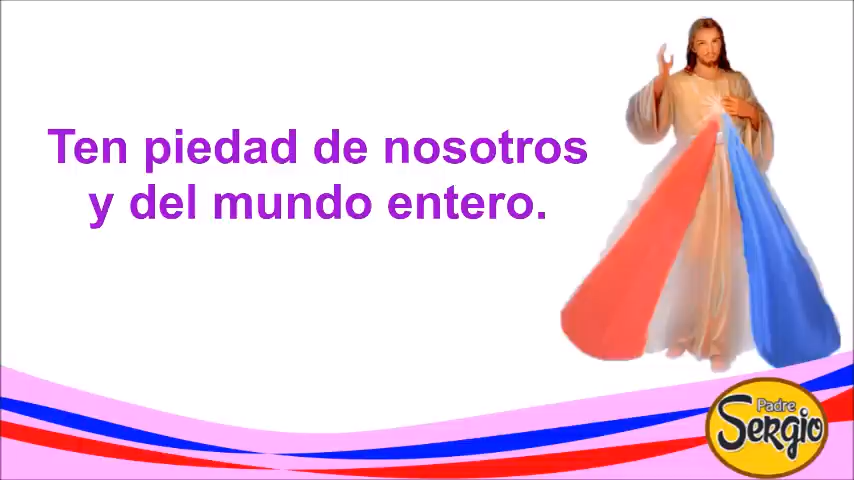 Ten piedad de nosotros
y del mundo entero.
Padre
Sergio